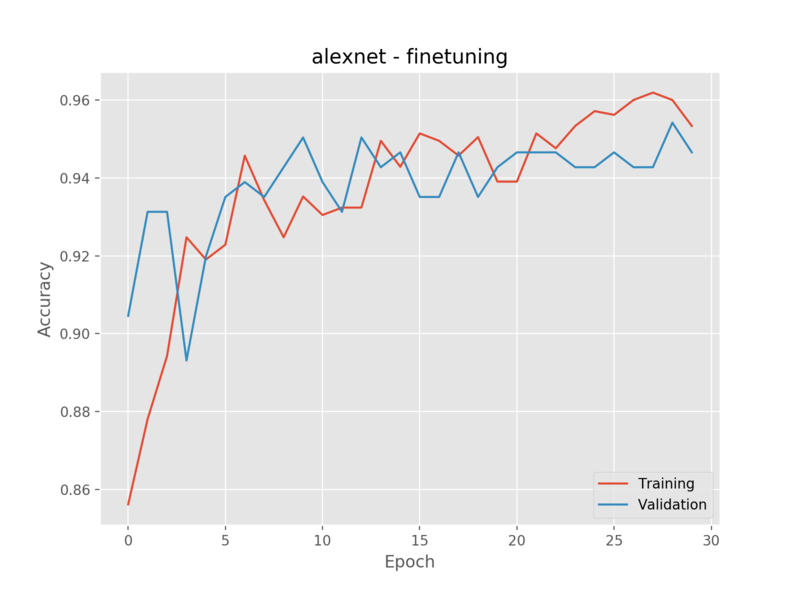 alexnet - finetuning
0.96
0.94
0.92
0.90
0.88
0.86
Accuracy
0 5 10 15 20 25 30
Epoch
Training
Validation